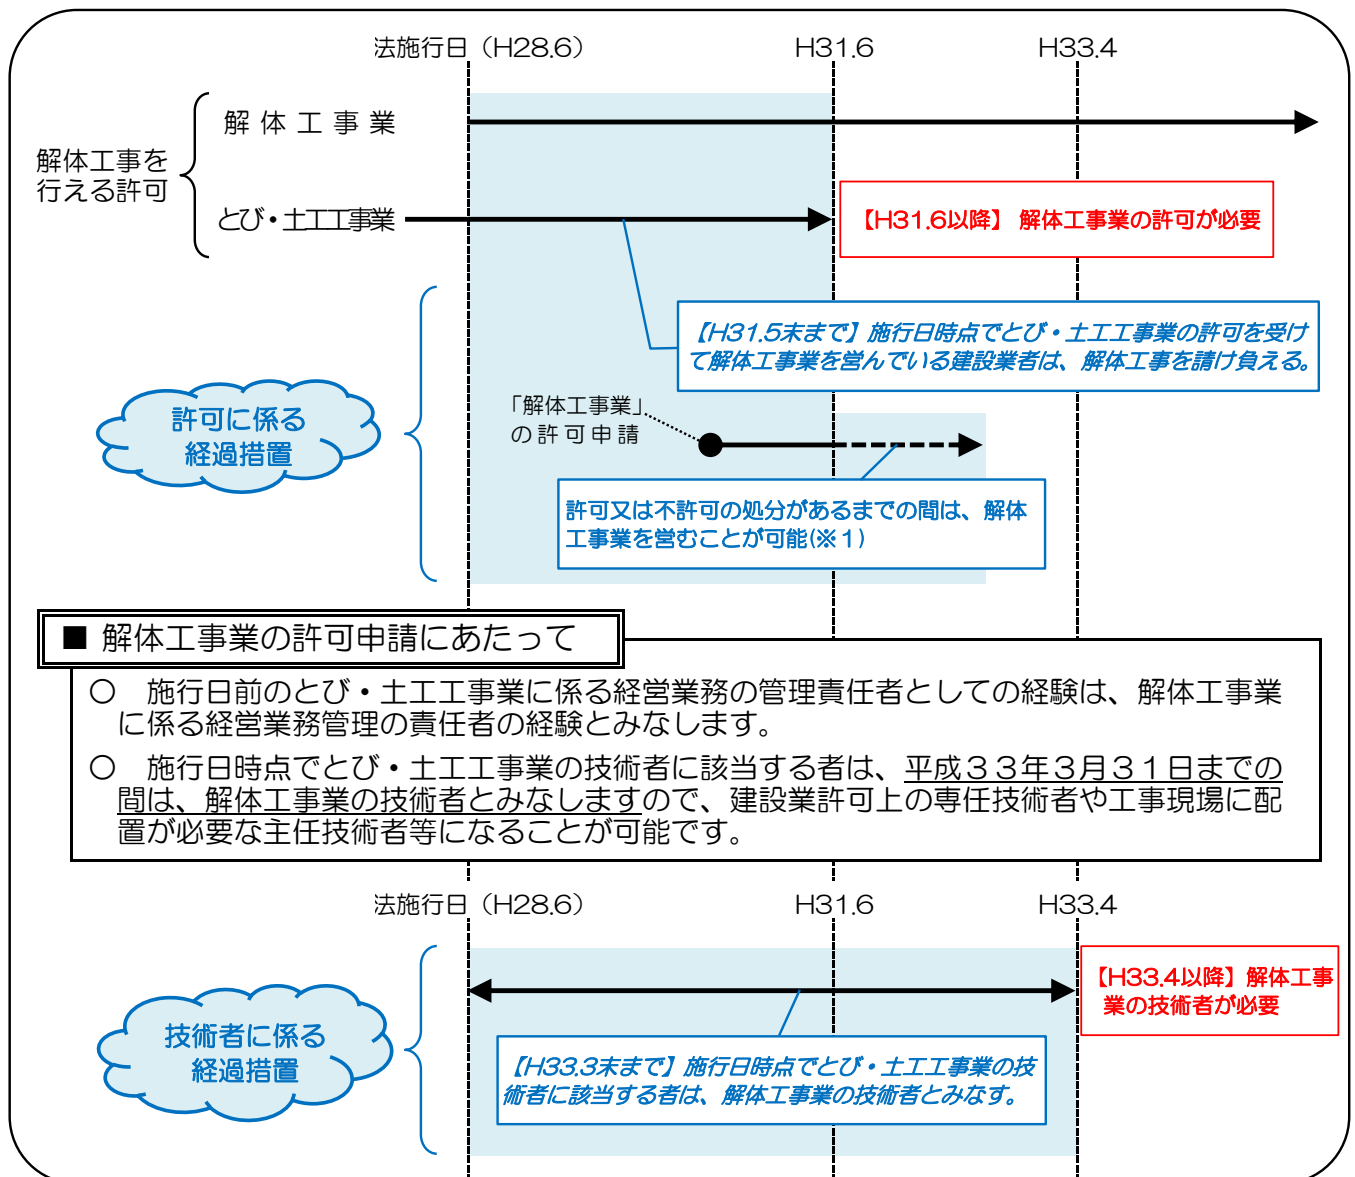 法施行日（H28.6）
H31.6
H33.4
解体工事業
解体工事を
行える許可
とび・土工工事業
【H31.6以降】 解体工事業の許可が必要
【H31.5末まで】施行日時点でとび・土工工事業の許可を受け
て解体工事業を営んでいる建設業者は、解体工事を請け負える。
許可に係る
経過措置
「解体工事業」
の許可申請
許可又は不許可の処分があるまでの間は、解体
工事業を営むことが可能(※１)
■ 解体工事業の許可申請にあたって
○　施行日前のとび・土工工事業に係る経営業務の管理責任者としての経験は、解体工事業
に係る経営業務管理の責任者の経験とみなします。
○　施行日時点でとび・土工工事業の技術者に該当する者は、平成３３年３月３１日までの
間は、解体工事業の技術者とみなしますので、建設業許可上の専任技術者や工事現場に配
置が必要な主任技術者等になることが可能です。
法施行日（H28.6）
H31.6
H33.4
【H33.4以降】解体工事
業の技術者が必要
技術者に係る
経過措置
【H33.3末まで】施行日時点でとび・土工工事業の技
術者に該当する者は、解体工事業の技術者とみなす。